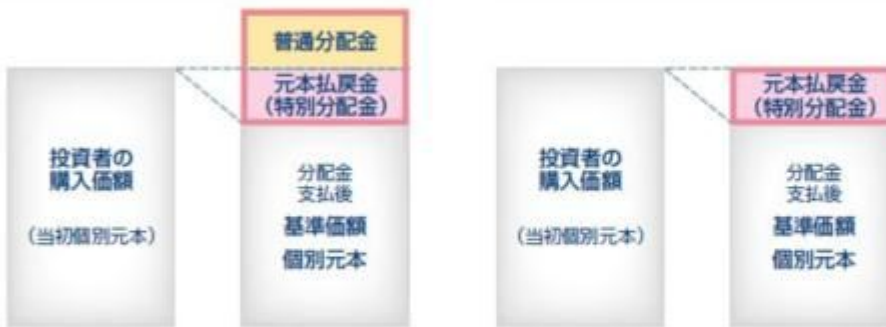 普通分配金
元本払戻金
（特別分配金）
投資者の
購入価額
（当初個別元本）
分配金
支払後
基準価額
個別元本
元本払戻金
（特別分配金）
投資者の
購入価額
（当初個別元本）
分配金
支払後
基準価額
個別元本